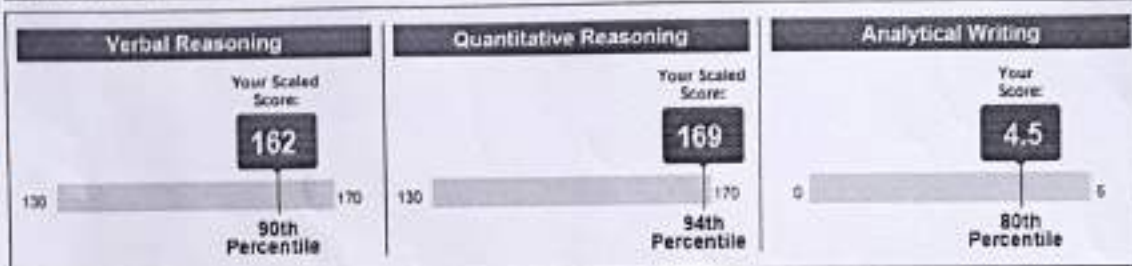 Verbal Reasoning
Your Scaled
Score:
162
130
170
90th
Percentile
Quantitative Reasoning
Your Scaled
Score:
169
130
170
94th
Percentile
Analytical Writing
Your
Score:
4.5
0
6
80th
Percentile